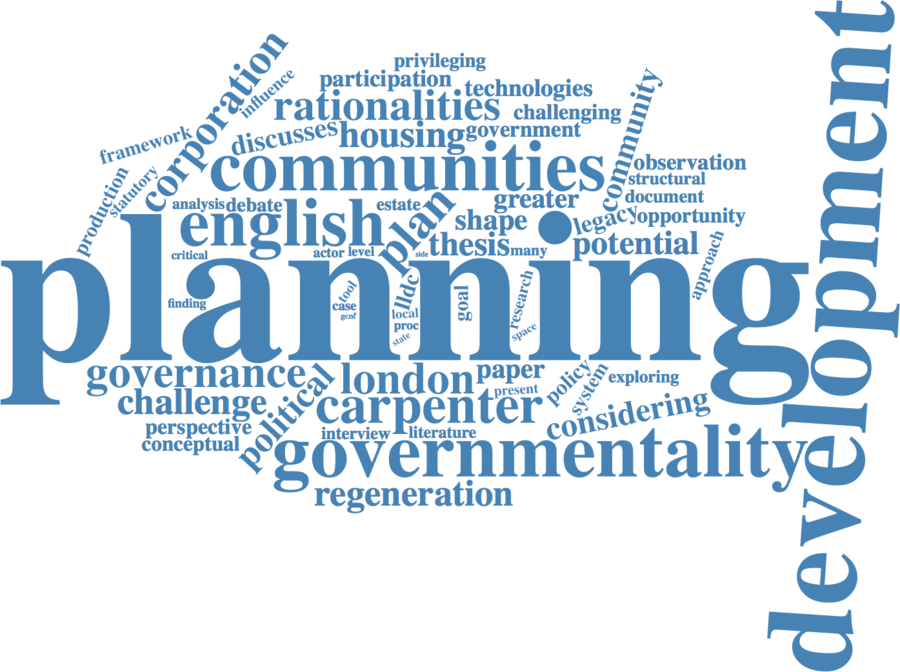 privileging
participation
technologies
corporation
influence
rationalities
challenging
community
framework
discusses
housing
government
communities
observation
structural
document
production
statutory
analysis
debate
estate
plan
greater
legacy
opportunity
english
shape
thesis
many
potential
critical
actor
level
side
approach
planning
development
finding
tool
case
gcnf
lldc
local
proc
state
goal
research
space
governance
political
london
paper
present
policy
system
exploring
challenge
carpenter
considering
perspective
conceptual
interview
literature
governmentality
regeneration